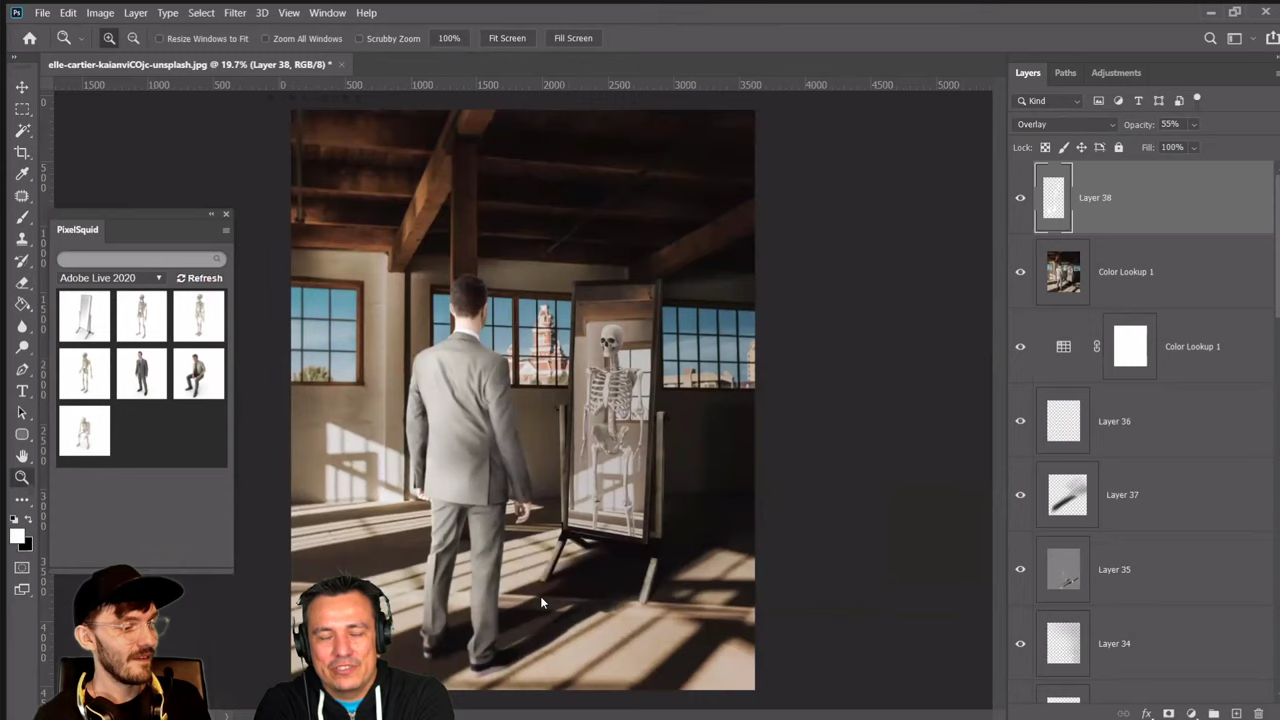 Ps File Edit Image Layer Type Select Filter 3D View Window Help
Resize Windows to Fit Zoom All Windows Scrubby Zoom 100% Fit Screen Fill Screen
elle-cartier-kaianviCOjc-unsplash.jpg @ 19.7% (Layer 38, RGB/8) * ×
1500 1000 500 0 500 1000 1500 2000 2500 3000 3500 4000 4500 5000
PixelSquid
Adobe Live 2020 Refresh
Layers Paths Adjustments
Kind
Overlay Opacity: 55%
Lock: Fill: 100%
Layer 38
Color Lookup 1
Color Lookup 1
Layer 36
Layer 37
Layer 35
Layer 34
fx